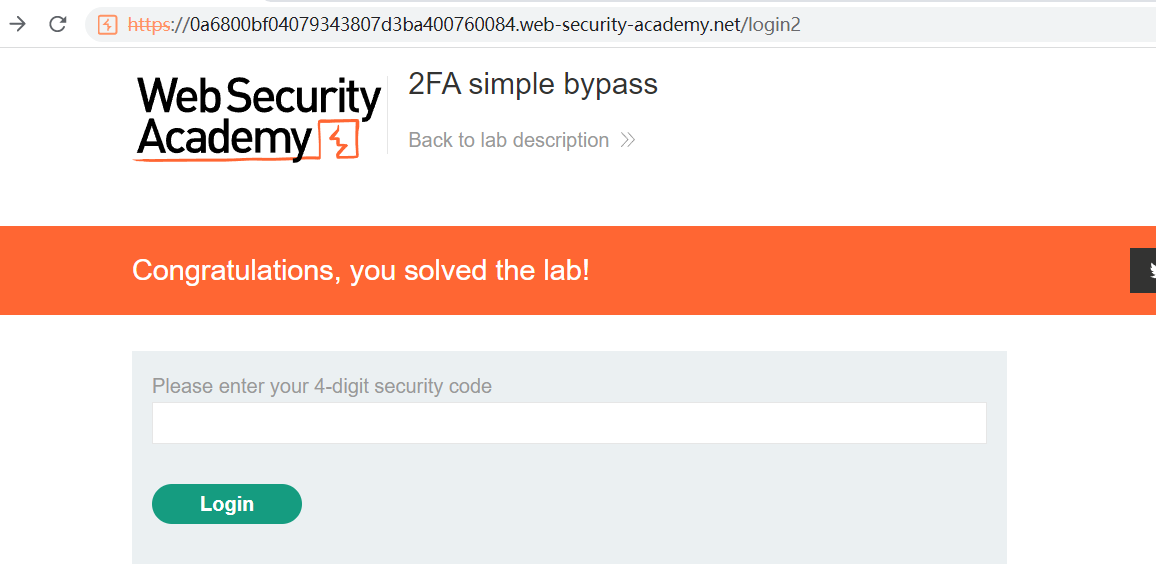 https://0a6800bf04079343807d3ba400760084.web-security-academy.net/login2
Web Security
Academy
2FA simple bypass
Back to lab description
Congratulations, you solved the lab!
Please enter your 4-digit security code
Login